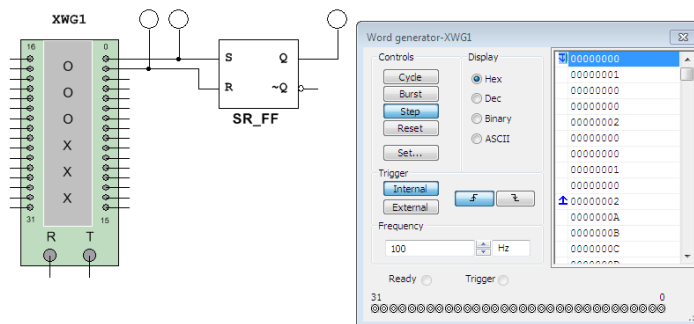 XWG1
16 0
O
O
O
X
X
X
31 15
R T
S Q
R ~Q
SR_FF
Word generator-XWG1
Controls
Cycle
Burst
Step
Reset
Set...
Display
Hex
Dec
Binary
ASCII
Trigger
Internal
External
Frequency
100 Hz
Ready Trigger
31 0
00000000
00000001
00000000
00000000
00000002
00000000
00000000
00000001
00000000
00000002
0000000A
0000000B
0000000C